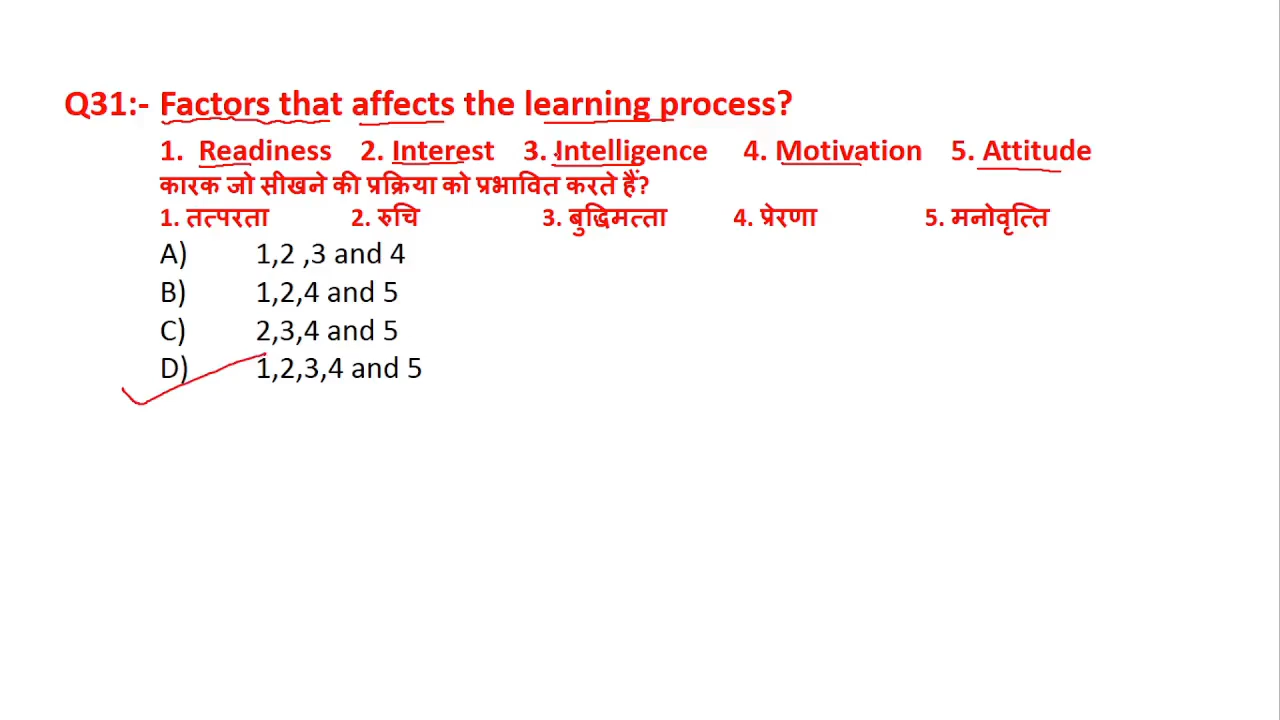 Q31:- Factors that affects the learning process?
1. Readiness 2. Interest 3. Intelligence 4. Motivation 5. Attitude
कारक जो सीखने की प्रक्रिया को प्रभावित करते हैं?
1. तत्परता 2. रुचि 3. बुद्धिमत्ता 4. प्रेरणा 5. मनोवृत्ति
A) 1,2 ,3 and 4
B) 1,2,4 and 5
C) 2,3,4 and 5
D) 1,2,3,4 and 5